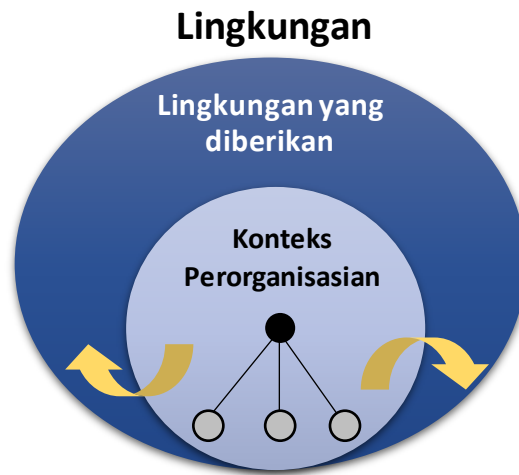 Lingkungan
Lingkungan yang
diberikan
Konteks
Perorganisasian